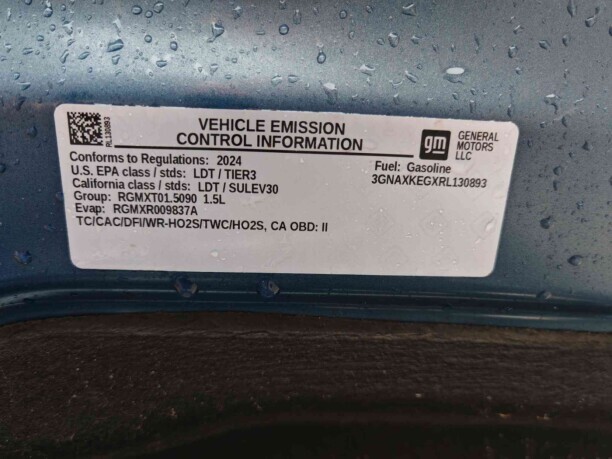 RL130893
VEHICLE EMISSION
CONTROL INFORMATION
gm
GENERAL
MOTORS
LLC
Conforms to Regulations: 2024
U.S. EPA class / stds: LDT / TIER3
California class / stds: LDT / SULEV30
Group: RGMXT01.5090 1.5L
Evap: RGMXR009837A
TC/CAC/DFI/WR-HO2S/TWC/HO2S, CA OBD: II
Fuel: Gasoline
3GNAXKEGXRL130893